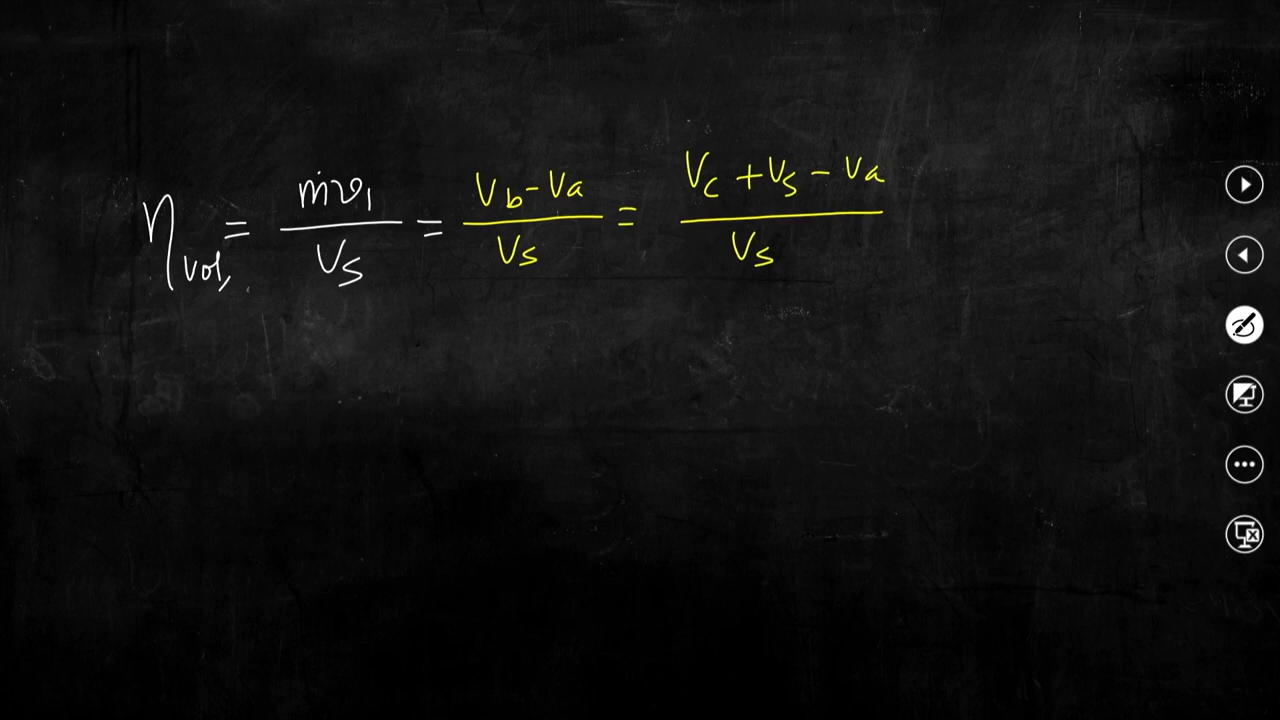 η_vol. = ṁv₁/V_s = (V_b - V_a)/V_s = (V_c + V_s - V_a)/V_s